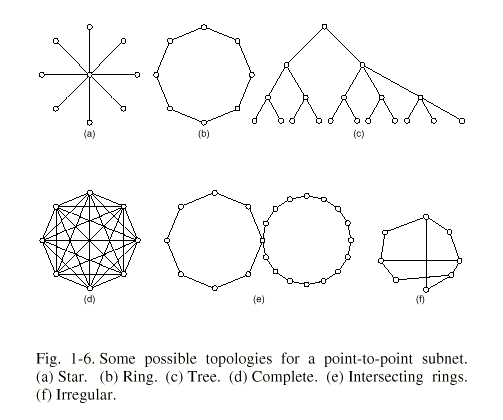 (a)
(b)
(c)
(d)
(e)
(f)
Fig. 1-6. Some possible topologies for a point-to-point subnet.
(a) Star. (b) Ring. (c) Tree. (d) Complete. (e) Intersecting rings.
(f) Irregular.